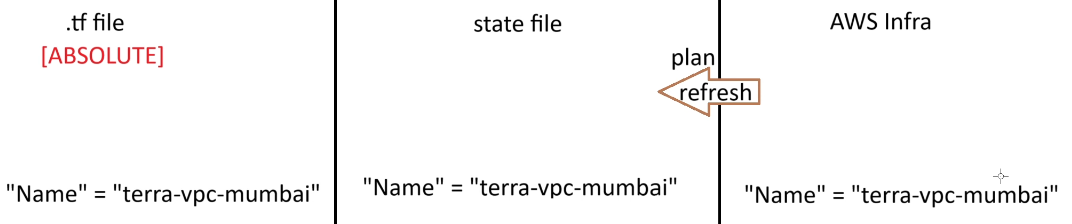 .tf file
[ABSOLUTE]
"Name" = "terra-vpc-mumbai"
state file
plan
refresh
"Name" = "terra-vpc-mumbai"
AWS Infra
"Name" = "terra-vpc-mumbai"